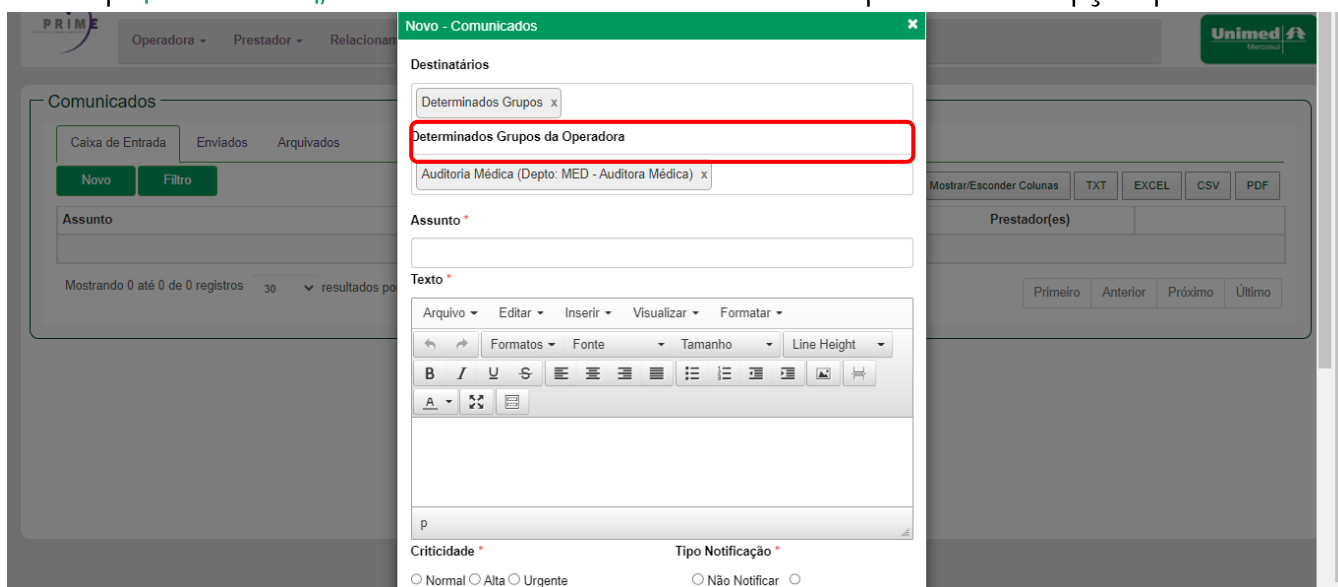 PRIME
Operadora Prestador Relacionan
Novo - Comunicados x
Unimed
Mercosul
Destinatários
Determinados Grupos x
Determinados Grupos da Operadora
Auditoria Médica (Depto: MED - Auditora Médica) x
Comunicados
Caixa de Entrada Enviados Arquivados
Novo Filtro
Mostrar/Esconder Colunas TXT EXCEL CSV PDF
Assunto Prestador(es)
Mostrando 0 até 0 de 0 registros 30 resultados po
Primeiro Anterior Próximo Último
Assunto *
Texto *
Arquivo Editar Inserir Visualizar Formatar
Formatos Fonte Tamanho Line Height
B I U S
A
p
Criticidade * Tipo Notificação *
Normal Alta Urgente Não Notificar